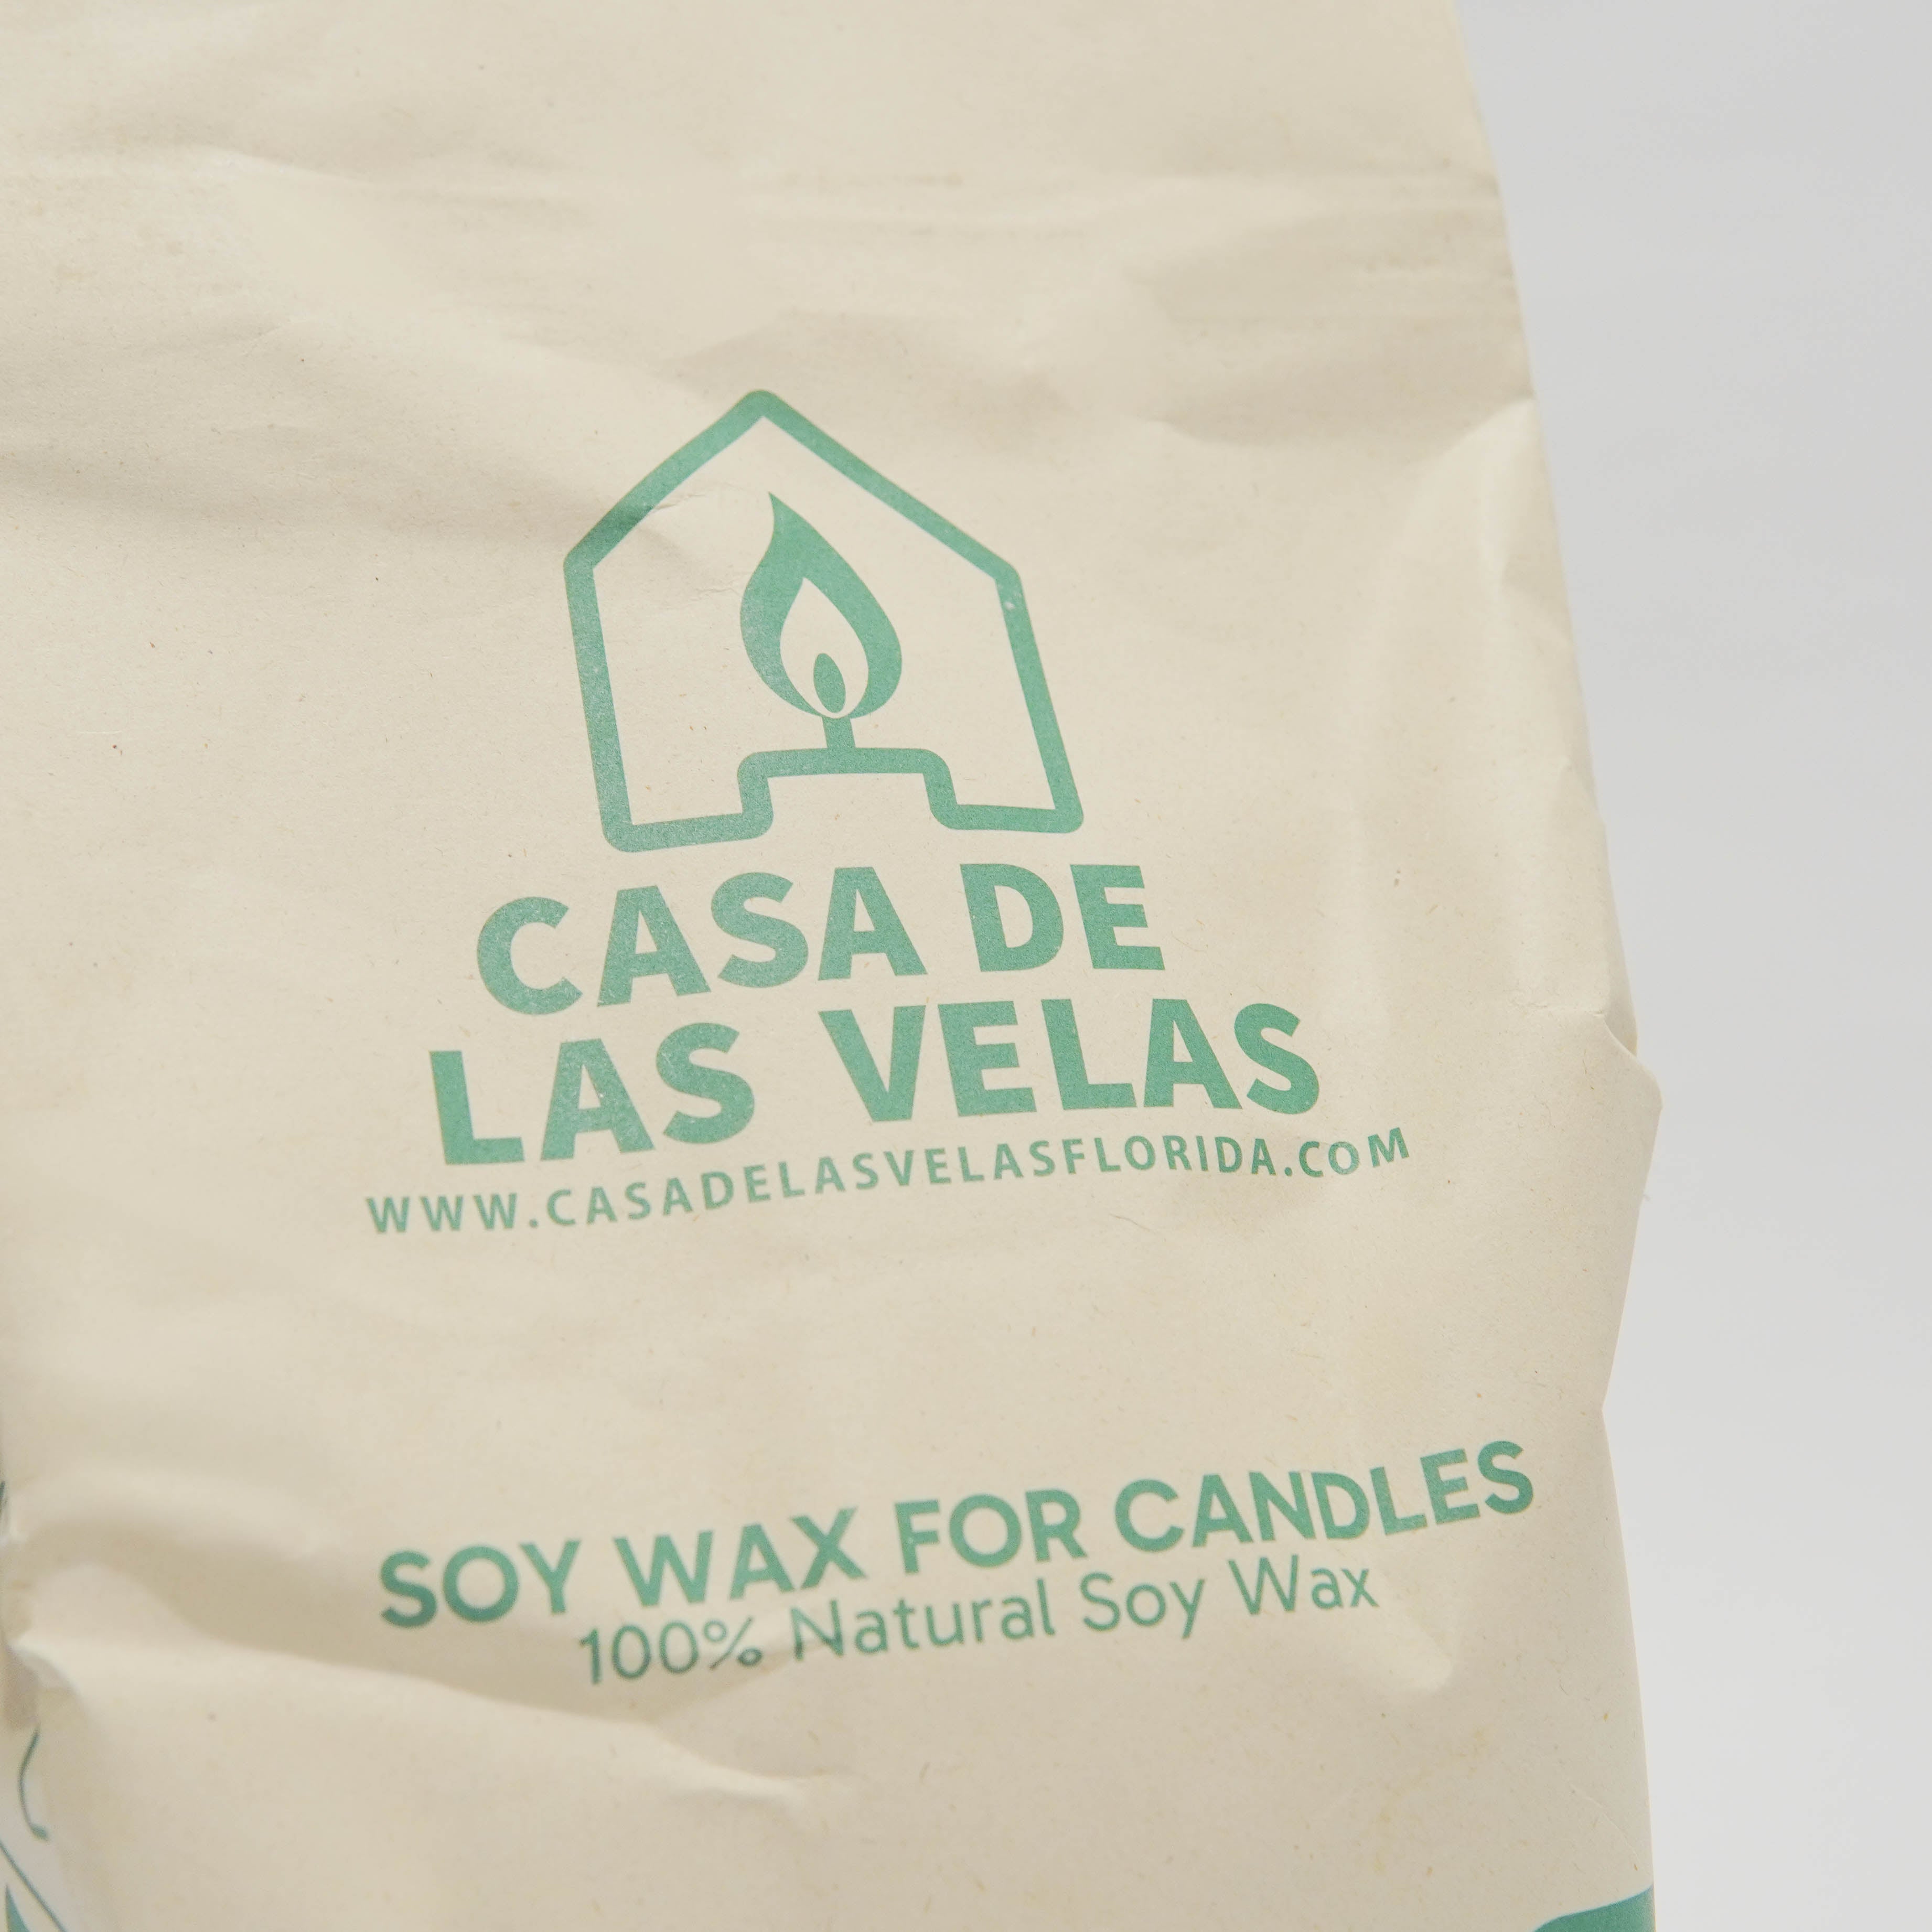 CASA DE
LAS VELAS
WWW.CASADELASVELASFLORIDA.COM
SOY WAX FOR CANDLES
100% Natural Soy Wax